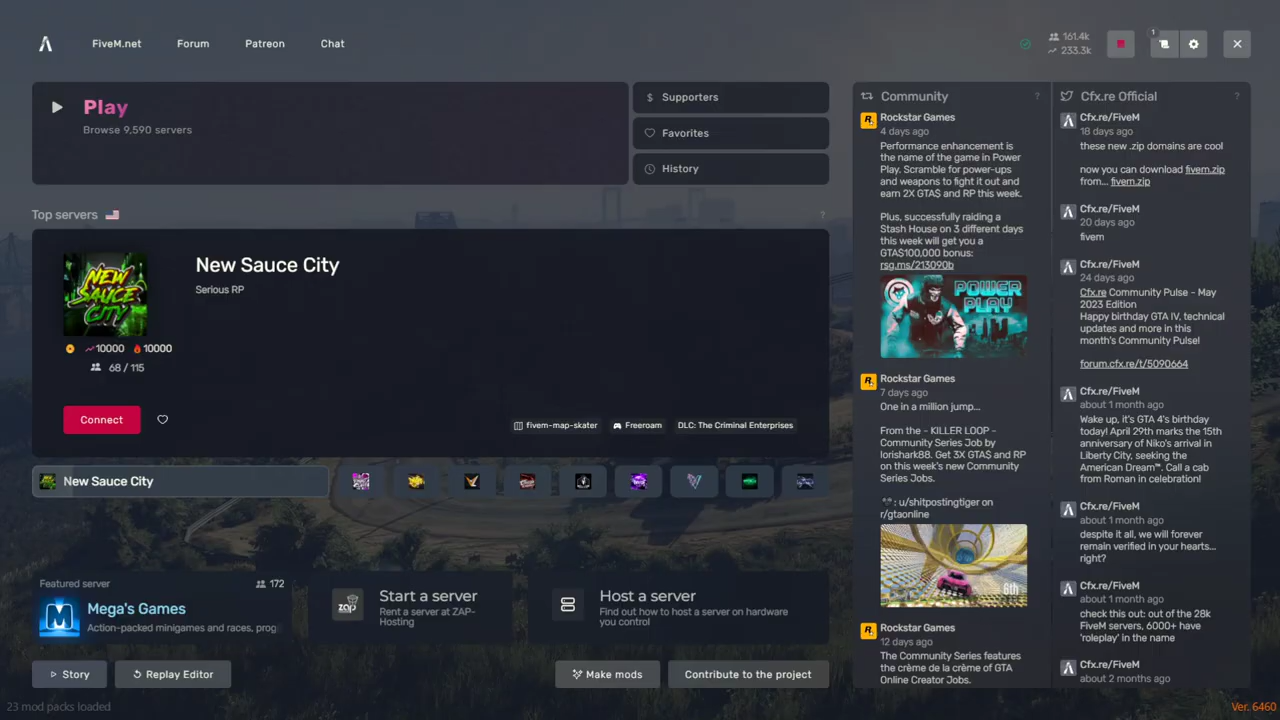 FiveM.net
Forum
Patreon
Chat
161.4k
233.3k
1
Play
Browse 9,590 servers
$ Supporters
Favorites
History
Top servers
?
NEW
SAUCE
CITY
New Sauce City
Serious RP
10000
10000
68 / 115
Connect
fivem-map-skater
Freeroam
DLC: The Criminal Enterprises
New Sauce City
Featured server
172
Mega's Games
Action-packed minigames and races, prog
ZAP
Start a server
Rent a server at ZAP-
Hosting
Host a server
Find out how to host a server on hardware
you control
Story
Replay Editor
Make mods
Contribute to the project
23 mod packs loaded
Community
?
Rockstar Games
4 days ago
Performance enhancement is
the name of the game in Power
Play. Scramble for power-ups
and weapons to fight it out and
earn 2X GTA$ and RP this week.
Plus, successfully raiding a
Stash House on 3 different days
this week will get you a
GTA$100,000 bonus:
rsg.ms/213090b
POWER
PLAY
Rockstar Games
7 days ago
One in a million jump...
From the - KILLER LOOP -
Community Series Job by
lorishark88. Get 3X GTA$ and RP
on this week's new Community
Series Jobs.
: u/shitpostingtiger on
r/gtaonline
6th
Rockstar Games
12 days ago
The Community Series features
the crème de la crème of GTA
Online Creator Jobs.
Cfx.re Official
?
Cfx.re/FiveM
18 days ago
these new .zip domains are cool
now you can download fivem.zip
from... fivem.zip
Cfx.re/FiveM
20 days ago
fivem
Cfx.re/FiveM
24 days ago
Cfx.re Community Pulse - May
2023 Edition
Happy birthday GTA IV, technical
updates and more in this
month's Community Pulse!
forum.cfx.re/t/5090664
Cfx.re/FiveM
about 1 month ago
Wake up, it's GTA 4's birthday
today! April 29th marks the 15th
anniversary of Niko's arrival in
Liberty City, seeking the
American Dream™. Call a cab
from Roman in celebration!
Cfx.re/FiveM
about 1 month ago
despite it all, we will forever
remain verified in your hearts...
right?
Cfx.re/FiveM
about 1 month ago
check this out: out of the 28k
FiveM servers, 6000+ have
'roleplay' in the name
Cfx.re/FiveM
about 2 months ago
Ver. 6460